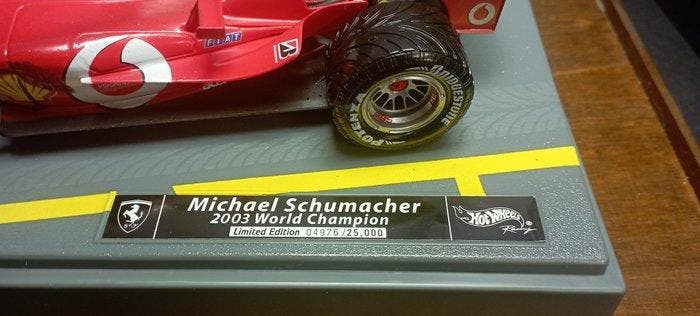 FIAT
vodafone
BRIDGESTONE
POTENZA
Michael Schumacher
2003 World Champion
Limited Edition 04976/25,000
Hot Wheels
Racing